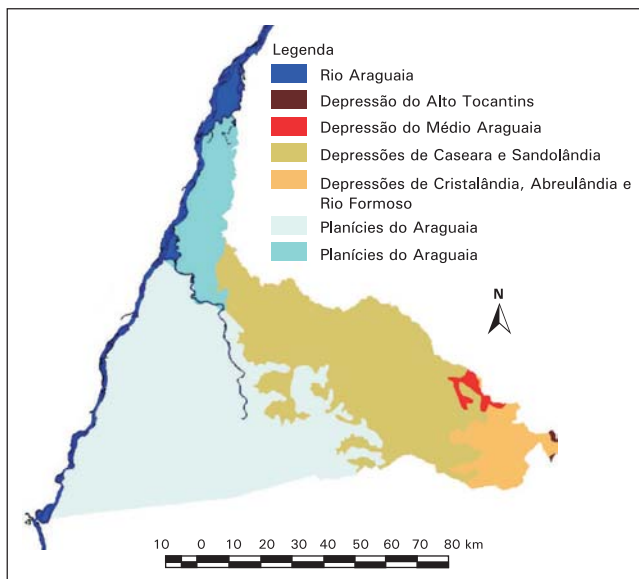 Legenda
Rio Araguaia
Depressão do Alto Tocantins
Depressão do Médio Araguaia
Depressões de Caseara e Sandolândia
Depressões de Cristalândia, Abreulândia e
Rio Formoso
Planícies do Araguaia
Planícies do Araguaia
N
10 0 10 20 30 40 50 60 70 80 km